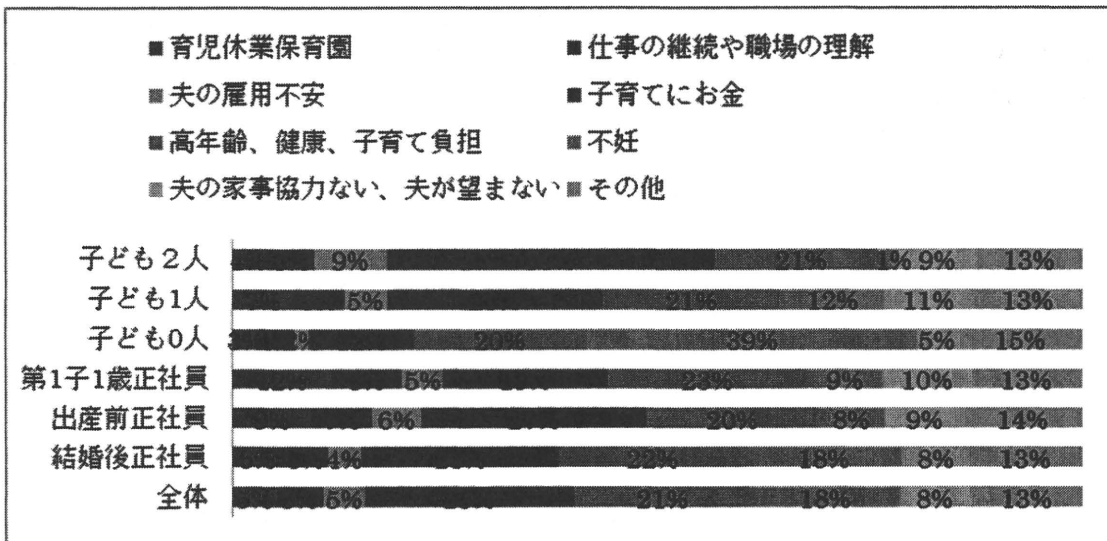 ■育児休業保育園 ■仕事の継続や職場の理解
■夫の雇用不安 ■子育てにお金
■高年齢、健康、子育て負担 ■不妊
■夫の家事協力ない、夫が望まない ■その他
子ども2人 9% 21% 1% 9% 13%
子ども1人 5% 21% 12% 11% 13%
子ども0人 20% 39% 5% 15%
第1子1歳正社員 5% 23% 9% 10% 13%
出産前正社員 6% 20% 8% 9% 14%
結婚後正社員 4% 22% 18% 8% 13%
全体 5% 21% 18% 8% 13%